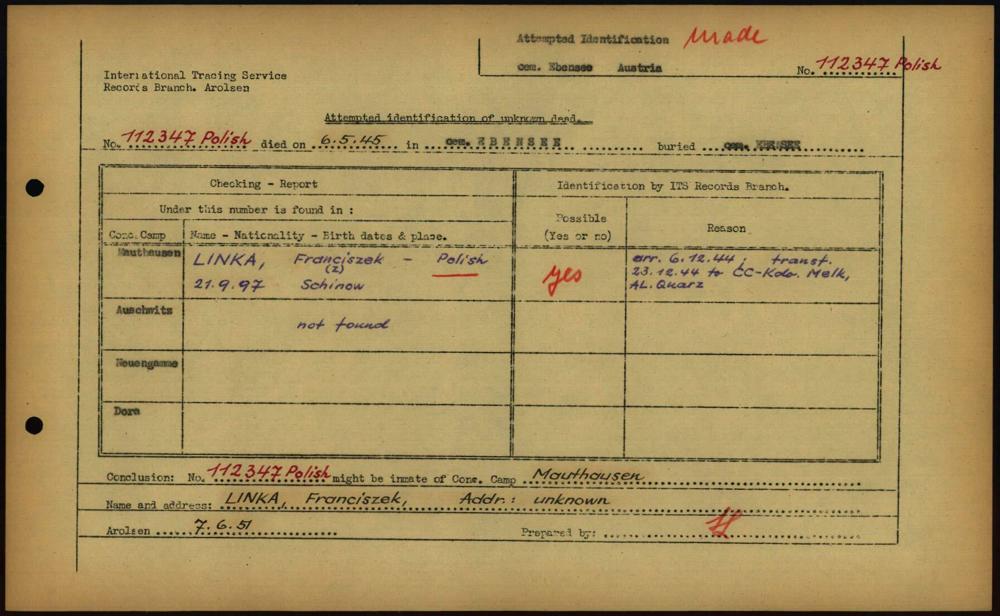 Attempted Identification made
cem. Ebensee Austria
No. 112347 Polish
International Tracing Service
Records Branch. Arolsen
Attempted identification of unknown dead.
No. 112347 Polish died on 6.5.45 in cem. EBENSEE buried cem. EBENSEE
Checking - Report
Identification by ITS Records Branch.
Under this number is found in :
Possible
(Yes or no)
Reason
Conc. Camp
Name - Nationality - Birth dates & place.
Mauthausen
LINKA, Franciszek - Polish
(z)
21.9.97 Schinow
yes
arr. 6.12.44; transf.
23.12.44 to CC-Kdo. Melk,
AL. Quarz
Auschwitz
not found
Neuengamme
Dora
Conclusion: No. 112347 Polish might be inmate of Conc. Camp Mauthausen
Name and address: LINKA, Franciszek, Addr.: unknown
Arolsen 7.6.51
Prepared by: